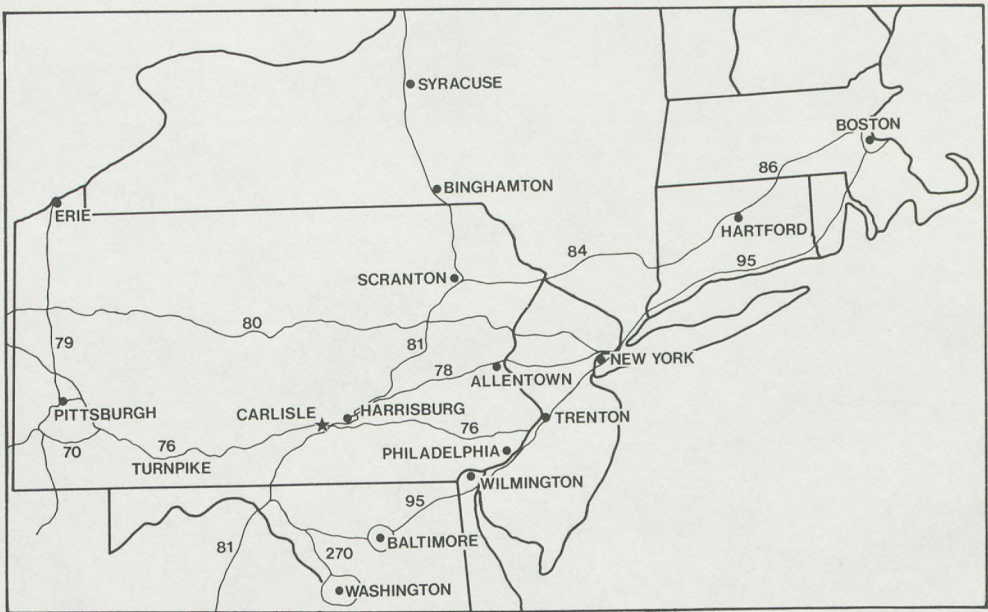 SYRACUSE
BOSTON
86
BINGHAMTON
ERIE
HARTFORD
84
95
SCRANTON
80
81
79
NEW YORK
78
ALLENTOWN
PITTSBURGH
CARLISLE
HARRISBURG
TRENTON
76
76
70
TURNPIKE
PHILADELPHIA
WILMINGTON
95
BALTIMORE
81
270
WASHINGTON